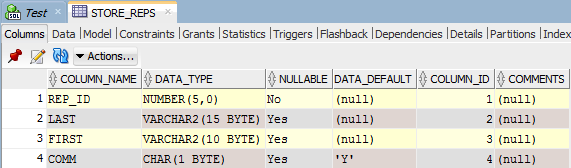 SQL Test STORE_REPS
Columns Data Model Constraints Grants Statistics Triggers Flashback Dependencies Details Partitions Index
Actions...
COLUMN_NAME DATA_TYPE NULLABLE DATA_DEFAULT COLUMN_ID COMMENTS
1 REP_ID NUMBER(5,0) No (null) 1 (null)
2 LAST VARCHAR2(15 BYTE) Yes (null) 2 (null)
3 FIRST VARCHAR2(10 BYTE) Yes (null) 3 (null)
4 COMM CHAR(1 BYTE) Yes 'Y' 4 (null)